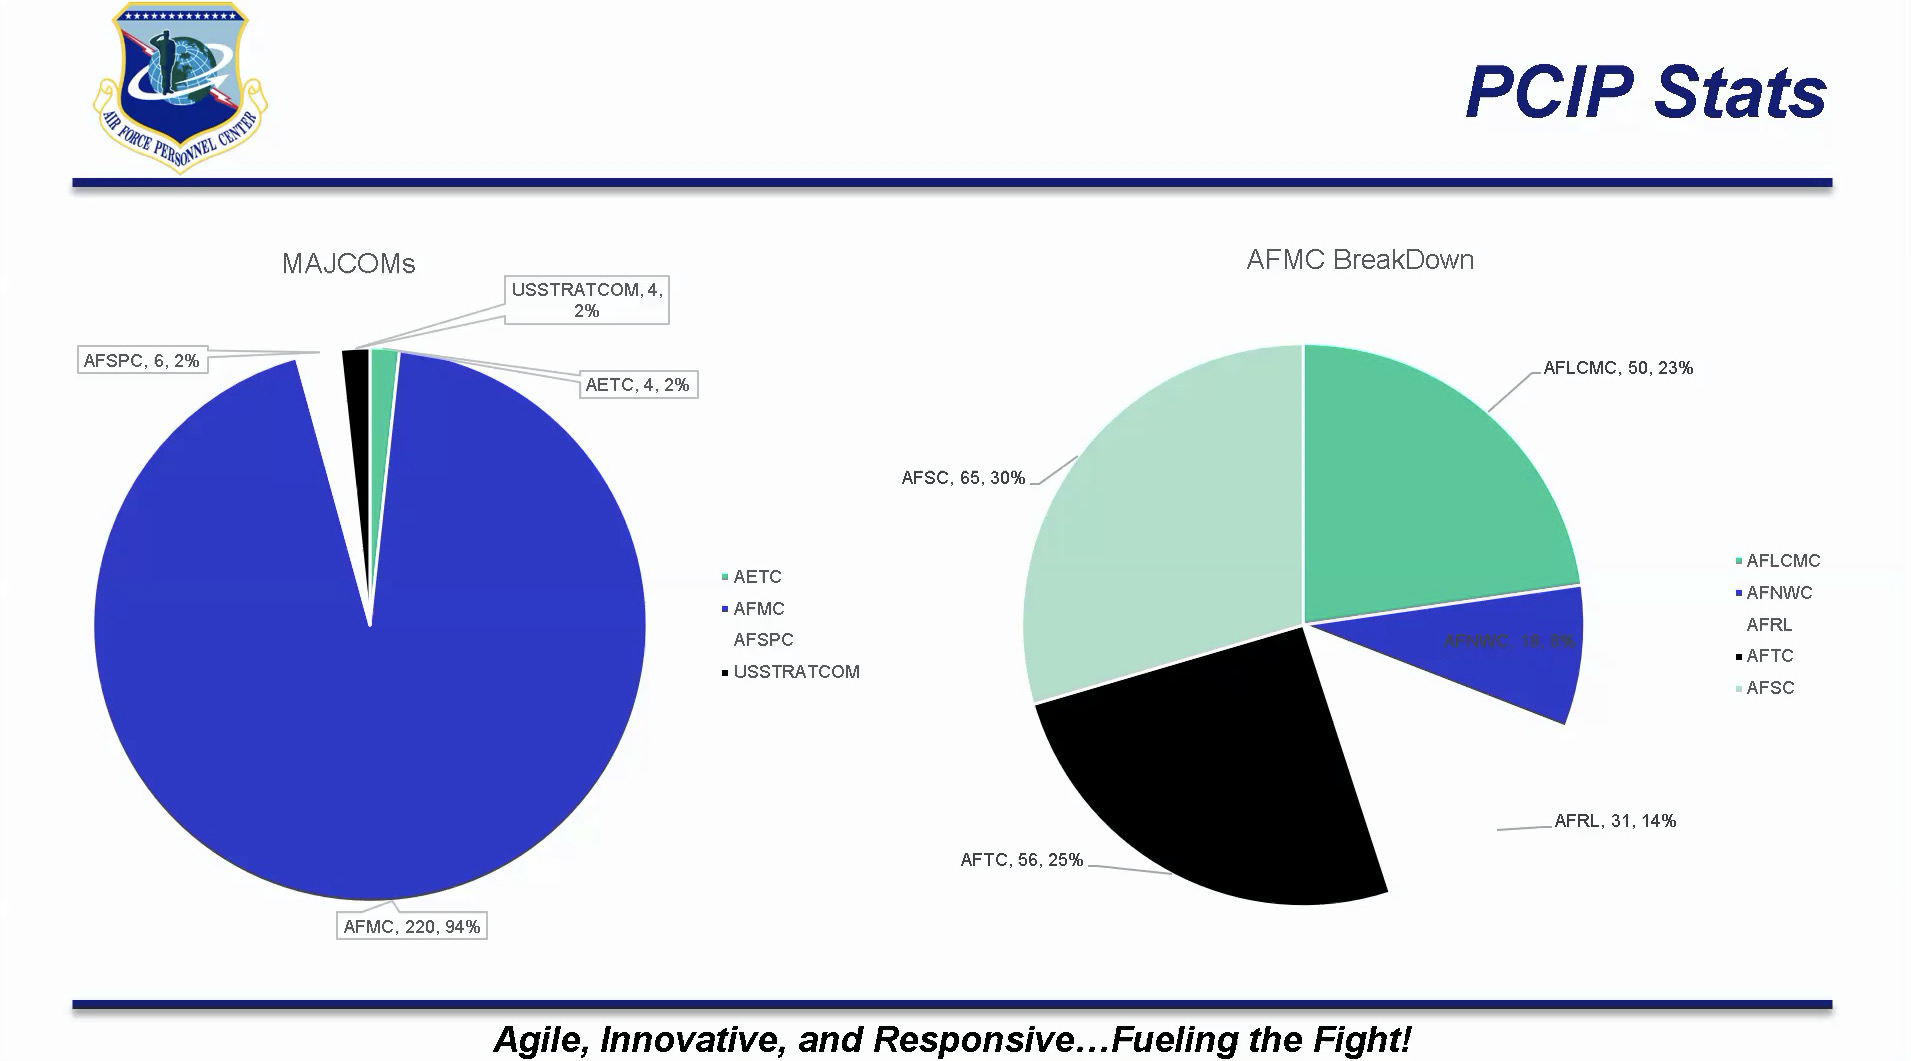 AIR FORCE PERSONNEL CENTER
PCIP Stats
MAJCOMs
USSTRATCOM, 4,
2%
AFSPC, 6, 2%
AETC, 4, 2%
AFMC, 220, 94%
AETC
AFMC
AFSPC
USSTRATCOM
AFMC BreakDown
AFLCMC, 50, 23%
AFSC, 65, 30%
AFNWC, 18, 8%
AFRL, 31, 14%
AFTC, 56, 25%
AFLCMC
AFNWC
AFRL
AFTC
AFSC
Agile, Innovative, and Responsive…Fueling the Fight!